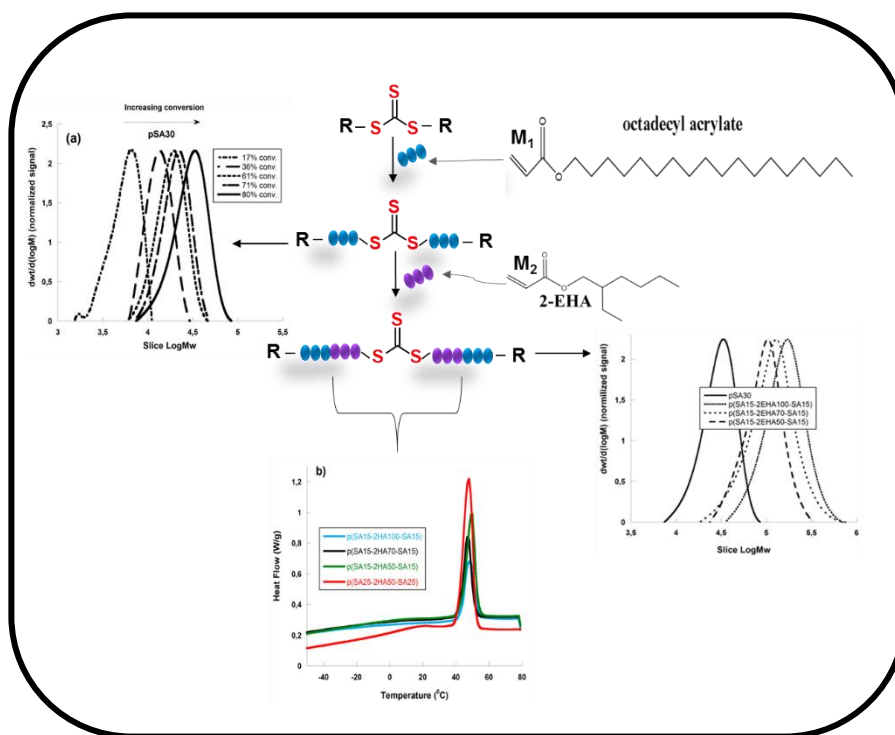 S
R – S S – R
M1
O
O
octadecyl acrylate
Increasing conversion
(a)
pSA30
17% conv.
36% conv.
61% conv.
71% conv.
80% conv.
dwt/d(logM) (normalized signal)
2,5
2
1,5
1
0,5
0
3 3,5 4 4,5 5 5,5
Slice LogMw
S
R S S R
M2
O
O
2-EHA
S
R S S R
dwt/d(logM) (normilized signal)
2
1,5
1
0,5
0
pSA30
p(SA15-2EHA100-SA15)
p(SA15-2EHA70-SA15)
p(SA15-2EHA50-SA15)
3,5 4 4,5 5 5,5 6
Slice LogMw
b)
Heat Flow (W/g)
1,2
1
0,8
0,6
0,4
0,2
0
p(SA15-2HA100-SA15)
p(SA15-2HA70-SA15)
p(SA15-2HA50-SA15)
p(SA25-2HA50-SA25)
-40 -20 0 20 40 60 80
Temperature (⁰C)